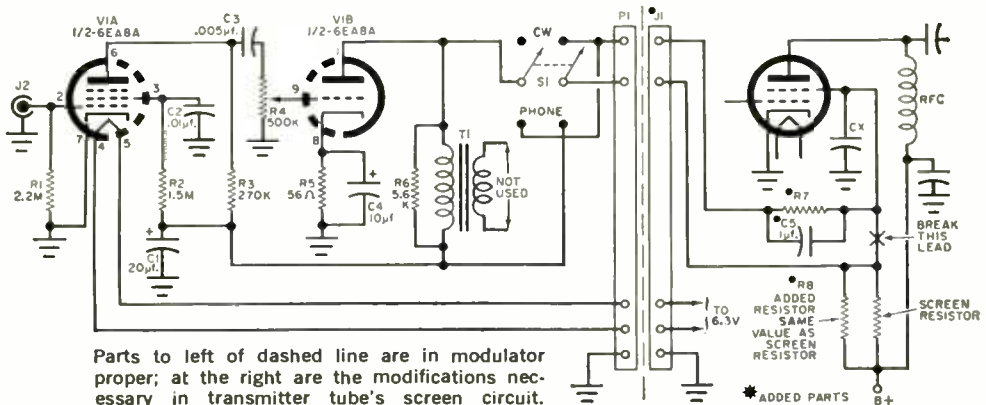 V1A
1/2-6EA8A
C3
.005µf.
V1B
1/2-6EA8A
P1
•J1
CW
S1
PHONE
J2
6
2
3
7
4
5
C2
.01µf.
R4
500K
9
8
R1
2.2M
R2
1.5M
R3
270K
R5
56Ω
C4
10µf
R6
5.6
K
T1
NOT
USED
C1
20µf.
RFC
CX
•R7
•C5
1µf.
BREAK
THIS
LEAD
•R8
ADDED
RESISTOR
SAME
VALUE AS
SCREEN
RESISTOR
SCREEN
RESISTOR
TO
6.3V
B+
✱ADDED PARTS
Parts to left of dashed line are in modulator
proper; at the right are the modifications nec-
essary in transmitter tube's screen circuit.